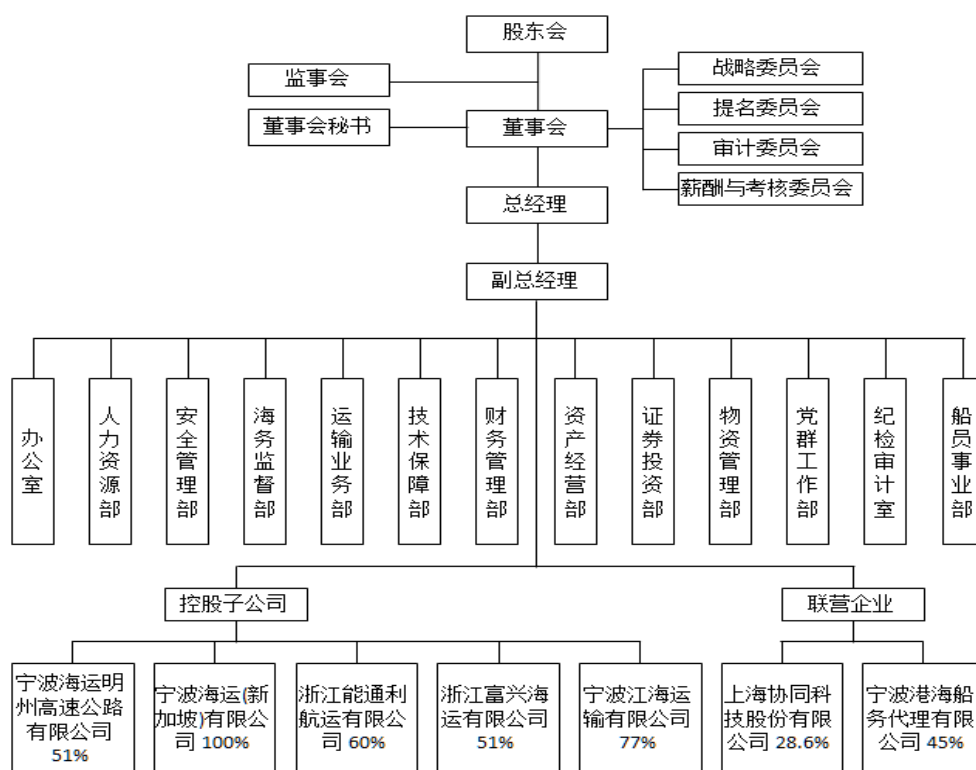 股东会
监事会
战略委员会
提名委员会
董事会秘书
董事会
审计委员会
薪酬与考核委员会
总经理
副总经理
办公室
人力资源部
安全管理部
海务监督部
运输业务部
技术保障部
财务管理部
资产经营部
证券投资部
物资管理部
党群工作部
纪检审计室
船员事业部
控股子公司
联营企业
宁波海运明
州高速公路
有限公司
51%
宁波海运(新
加坡)有限公
司 100%
浙江能通利
航运有限公
司 60%
浙江富兴海
运有限公司
51%
宁波江海运
输有限公司
77%
上海协同科
技股份有限
公司 28.6%
宁波港海船
务代理有限
公司 45%